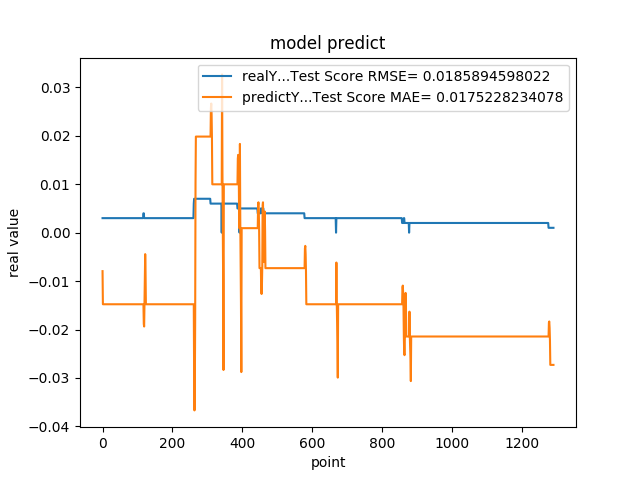 model predict
realY...Test Score RMSE= 0.0185894598022
predictY...Test Score MAE= 0.0175228234078
0.03
0.02
0.01
0.00
−0.01
−0.02
−0.03
−0.04
real value
0 200 400 600 800 1000 1200
point